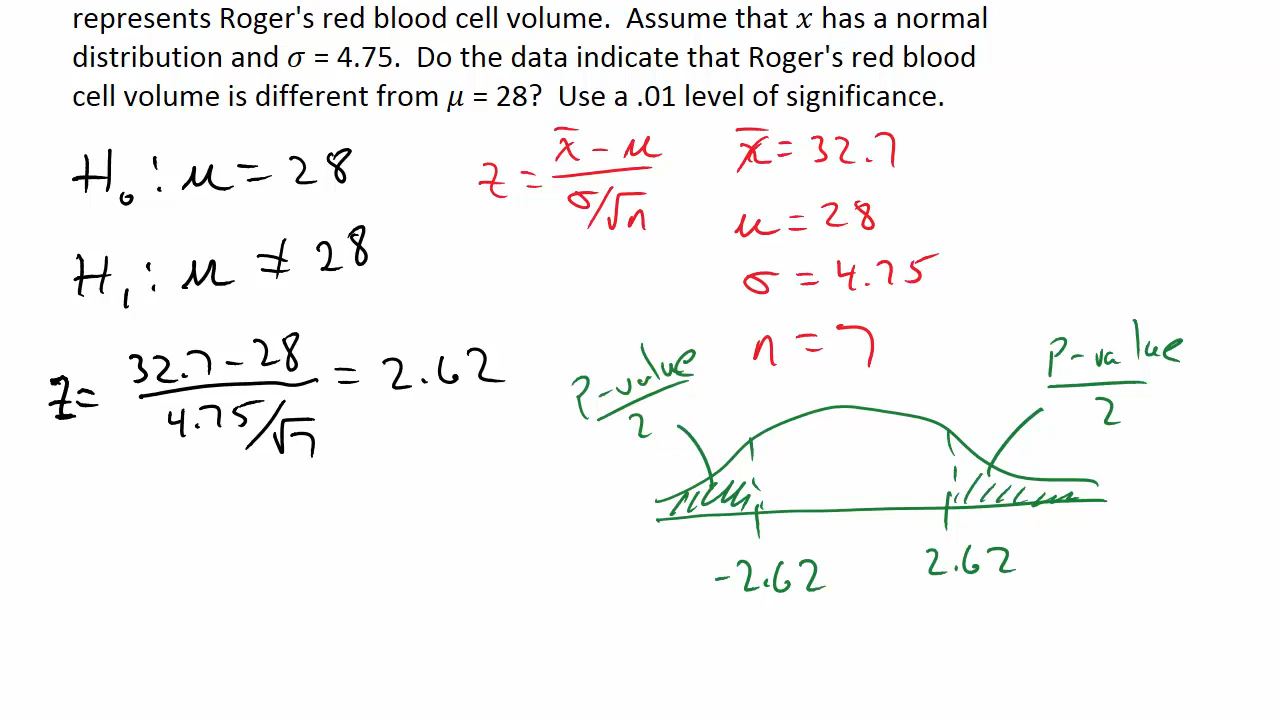 represents Roger's red blood cell volume. Assume that x has a normal
distribution and σ = 4.75. Do the data indicate that Roger's red blood
cell volume is different from μ = 28? Use a .01 level of significance.
H₀ : μ = 28
H₁ : μ ≠ 28
z = (x̄ - μ) / (σ/√n)
x̄ = 32.7
μ = 28
σ = 4.75
n = 7
z = (32.7 - 28) / (4.75/√7) = 2.62
P-value / 2
P-value / 2
-2.62
2.62